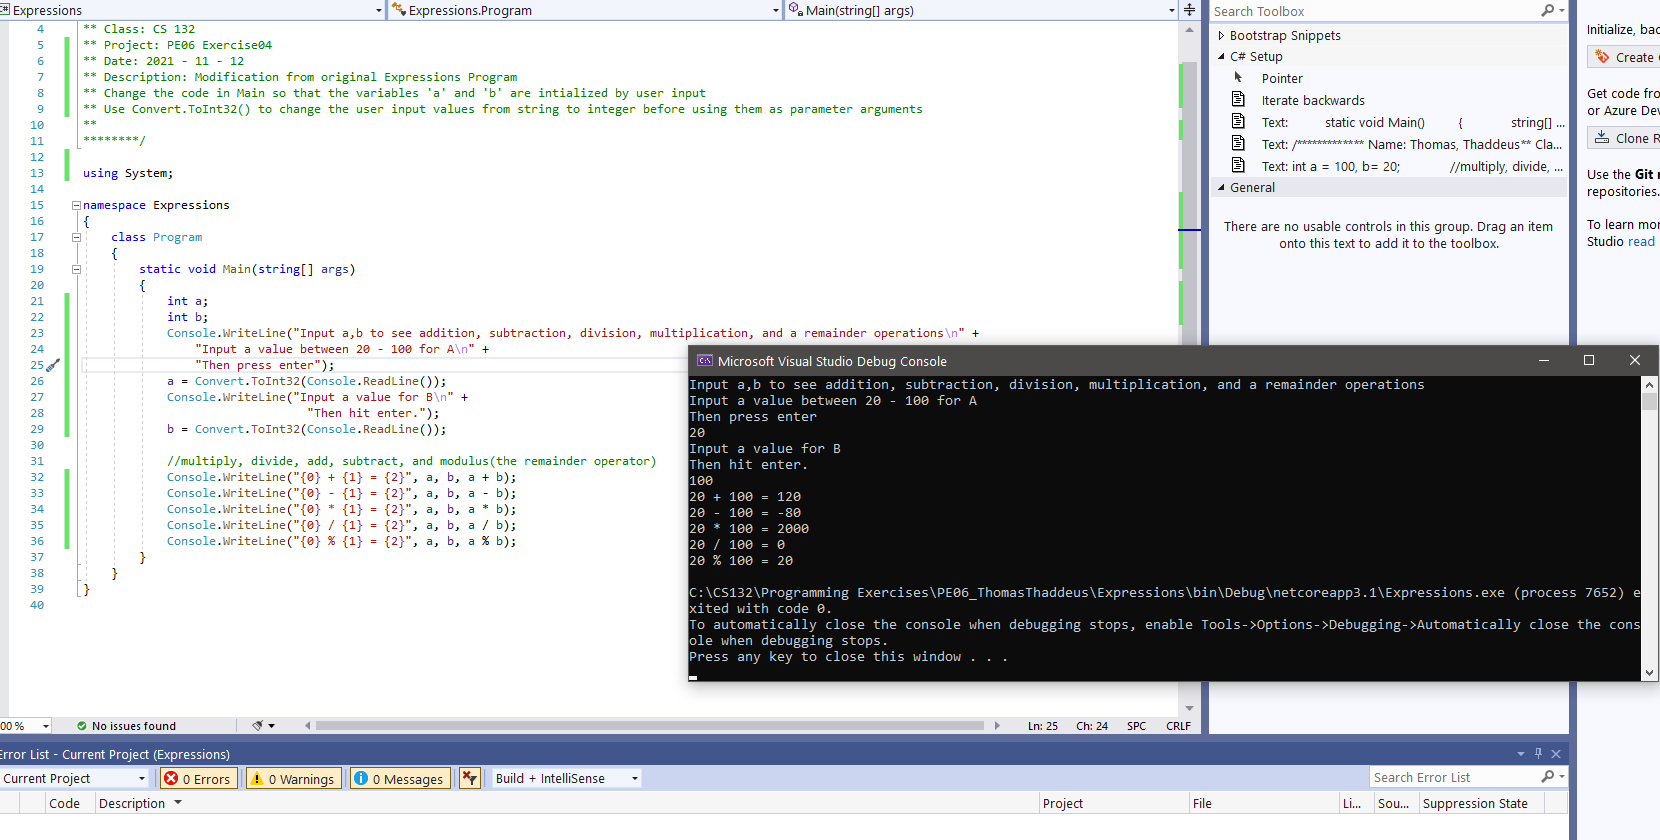 Expressions
Expressions.Program
Main(string[] args)
4 ** Class: CS 132
5 ** Project: PE06 Exercise04
6 ** Date: 2021 - 11 - 12
7 ** Description: Modification from original Expressions Program
8 ** Change the code in Main so that the variables 'a' and 'b' are intialized by user input
9 ** Use Convert.ToInt32() to change the user input values from string to integer before using them as parameter arguments
10 **
11 ********/
12
13 using System;
14
15 namespace Expressions
16 {
17 class Program
18 {
19 static void Main(string[] args)
20 {
21 int a;
22 int b;
23 Console.WriteLine("Input a,b to see addition, subtraction, division, multiplication, and a remainder operations\n" +
24 "Input a value between 20 - 100 for A\n" +
25 "Then press enter");
26 a = Convert.ToInt32(Console.ReadLine());
27 Console.WriteLine("Input a value for B\n" +
28 "Then hit enter.");
29 b = Convert.ToInt32(Console.ReadLine());
30
31 //multiply, divide, add, subtract, and modulus(the remainder operator)
32 Console.WriteLine("{0} + {1} = {2}", a, b, a + b);
33 Console.WriteLine("{0} - {1} = {2}", a, b, a - b);
34 Console.WriteLine("{0} * {1} = {2}", a, b, a * b);
35 Console.WriteLine("{0} / {1} = {2}", a, b, a / b);
36 Console.WriteLine("{0} % {1} = {2}", a, b, a % b);
37 }
38 }
39 }
40
Microsoft Visual Studio Debug Console
Input a,b to see addition, subtraction, division, multiplication, and a remainder operations
Input a value between 20 - 100 for A
Then press enter
20
Input a value for B
Then hit enter.
100
20 + 100 = 120
20 - 100 = -80
20 * 100 = 2000
20 / 100 = 0
20 % 100 = 20
C:\CS132\Programming Exercises\PE06_ThomasThaddeus\Expressions\bin\Debug\netcoreapp3.1\Expressions.exe (process 7652) e
xited with code 0.
To automatically close the console when debugging stops, enable Tools->Options->Debugging->Automatically close the cons
ole when debugging stops.
Press any key to close this window . . .
Search Toolbox
Bootstrap Snippets
C# Setup
Pointer
Iterate backwards
Text: static void Main() { string[] ...
Text: /************* Name: Thomas, Thaddeus** Cla...
Text: int a = 100, b= 20; //multiply, divide, ...
General
There are no usable controls in this group. Drag an item
onto this text to add it to the toolbox.
Initialize, bac
Create
Get code fro
or Azure Dev
Clone R
Use the Git r
repositories.
To learn mor
Studio read
00 %
No issues found
Ln: 25 Ch: 24 SPC CRLF
Error List - Current Project (Expressions)
Current Project
0 Errors
0 Warnings
0 Messages
Build + IntelliSense
Search Error List
Code Description Project File Li... Sou... Suppression State